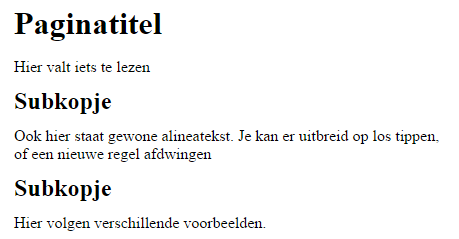 Paginatitel
Hier valt iets te lezen
Subkopje
Ook hier staat gewone alineatekst. Je kan er uitbreid op los tippen,
of een nieuwe regel afdwingen
Subkopje
Hier volgen verschillende voorbeelden.